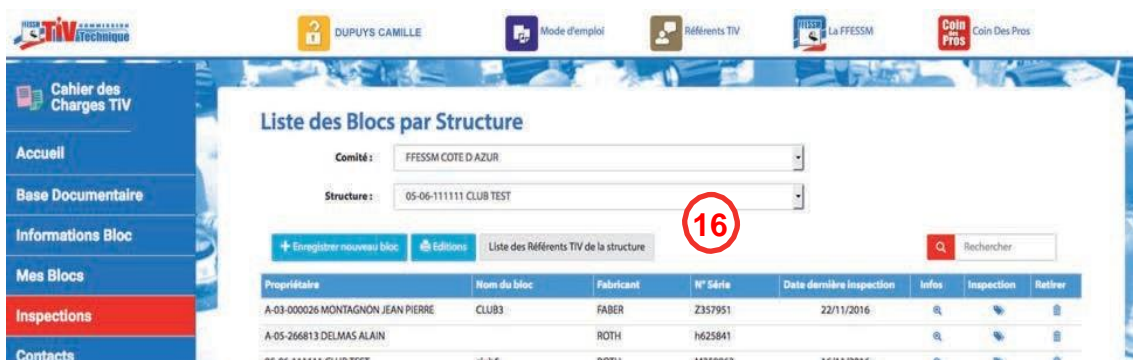 FFESSM TiV COMMISSION Technique
DUPUYS CAMILLE
Mode d'emploi
Référents TIV
FFESSM
La FFESSM
Coin des Pros
Coin Des Pros
Cahier des
Charges TIV
Accueil
Base Documentaire
Informations Bloc
Mes Blocs
Inspections
Contacts
Liste des Blocs par Structure
Comité : FFESSM COTE D AZUR
Structure : 05-06-111111 CLUB TEST
16
+ Enregistrer nouveau bloc Editions Liste des Référents TIV de la structure Rechercher
Propriétaire Nom du bloc Fabricant N° Série Date dernière inspection Infos Inspection Retirer
A-03-000026 MONTAGNON JEAN PIERRE CLUB3 FABER Z357951 22/11/2016
A-05-266813 DELMAS ALAIN ROTH h625841